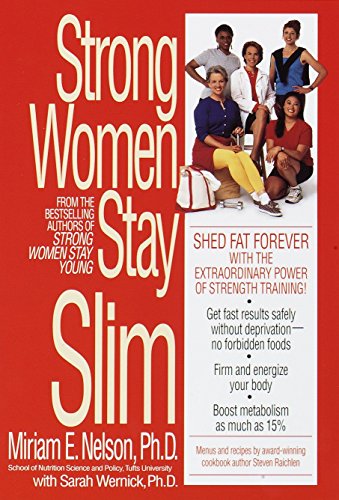 Strong
Women
FROM THE
BESTSELLING
AUTHORS OF
STRONG
WOMEN STAY
YOUNG
Stay
Slim
Miriam E. Nelson, Ph.D.
School of Nutrition Science and Policy, Tufts University
with Sarah Wernick, Ph.D.
SHED FAT FOREVER
WITH THE
EXTRAORDINARY POWER
OF STRENGTH TRAINING!
• Get fast results safely
without deprivation—
no forbidden foods
• Firm and energize
your body
• Boost metabolism
as much as 15%
Menus and recipes by award-winning
cookbook author Steven Raichlen